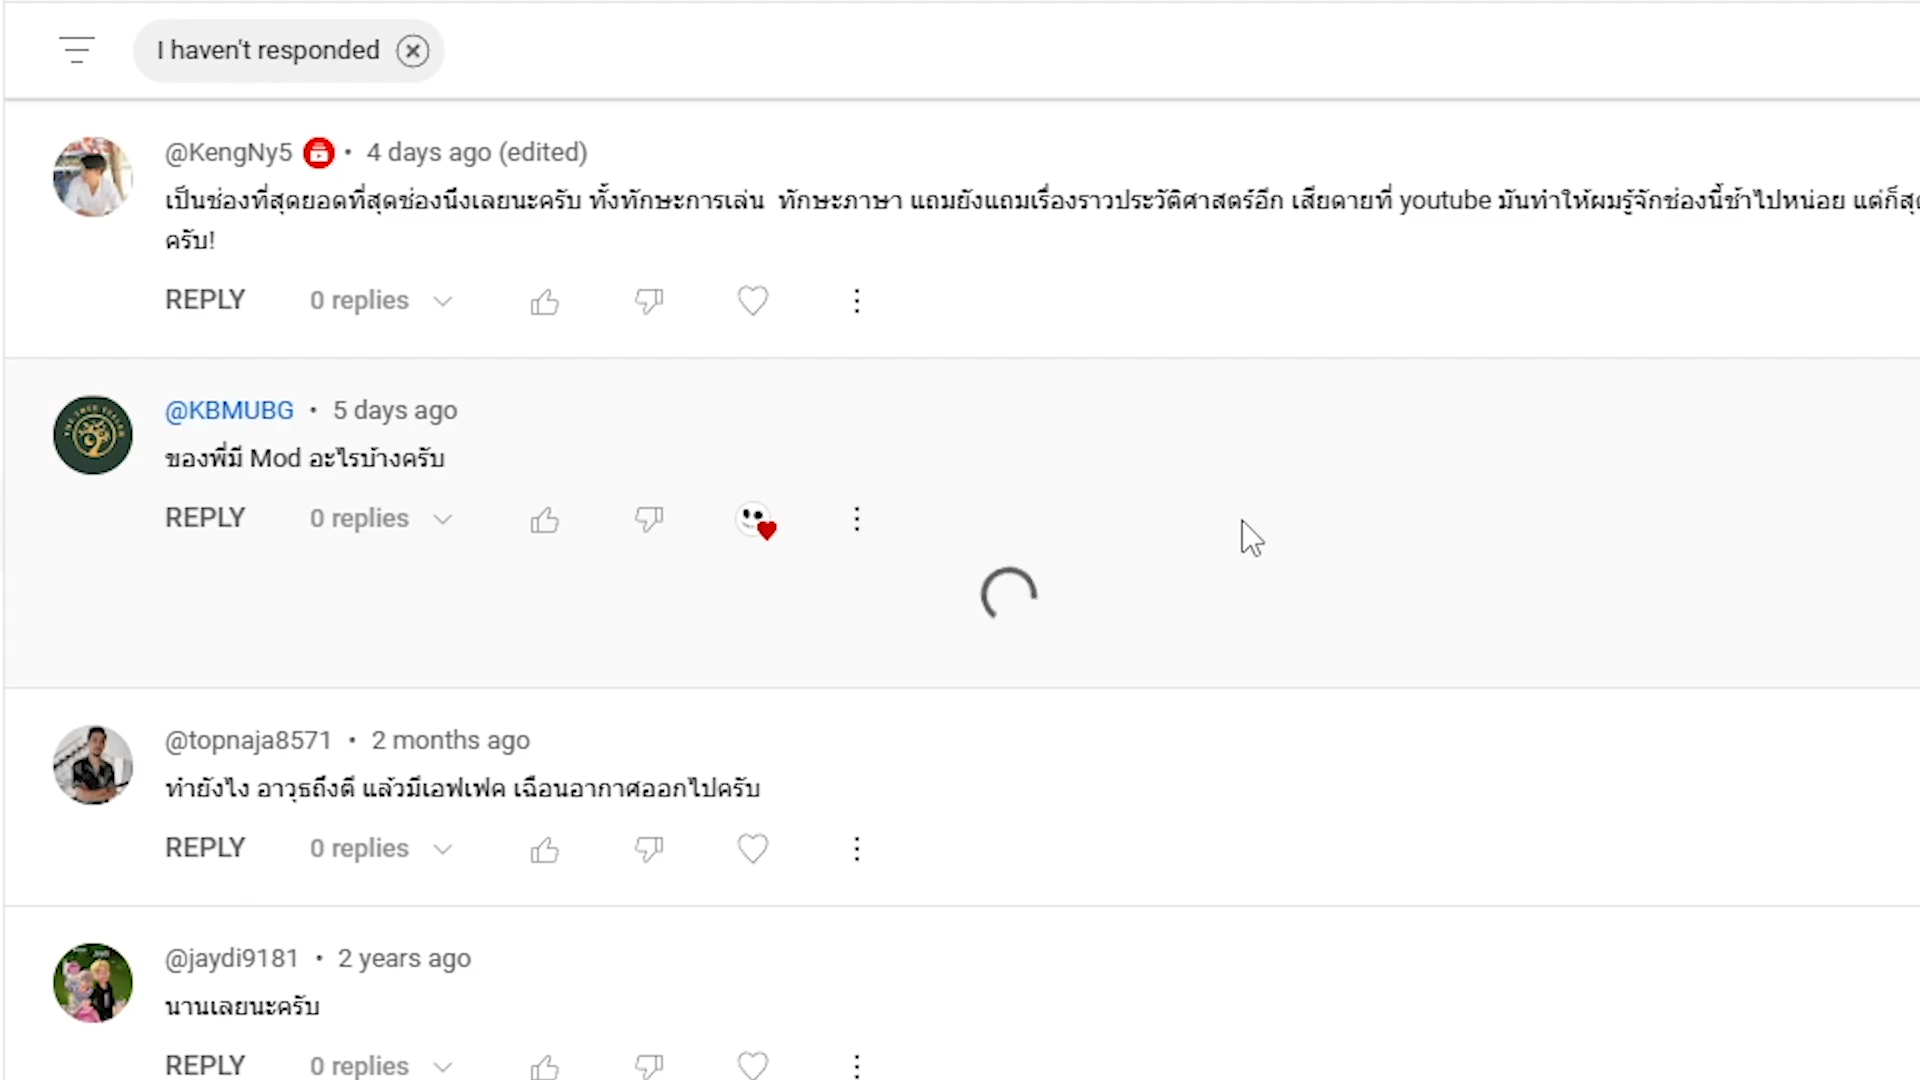 I haven't responded
@KengNy5 • 4 days ago (edited)
เป็นช่องที่สุดยอดที่สุดช่องนึงเลยนะครับ ทั้งทักษะการเล่น ทักษะภาษา แถมยังแถมเรื่องราวประวัติศาสตร์อีก เสียดายที่ youtube มันทำให้ผมรู้จักช่องนี้ช้าไปหน่อย แต่ก็
ครับ!
REPLY 0 replies
@KBMUBG • 5 days ago
ของพี่มี Mod อะไรบ้างครับ
REPLY 0 replies
@topnaja8571 • 2 months ago
ทำยังไง อาวุธถึงตี แล้วมีเอฟเฟค เฉือนอากาศออกไปครับ
REPLY 0 replies
@jaydi9181 • 2 years ago
นานเลยนะครับ
REPLY 0 replies